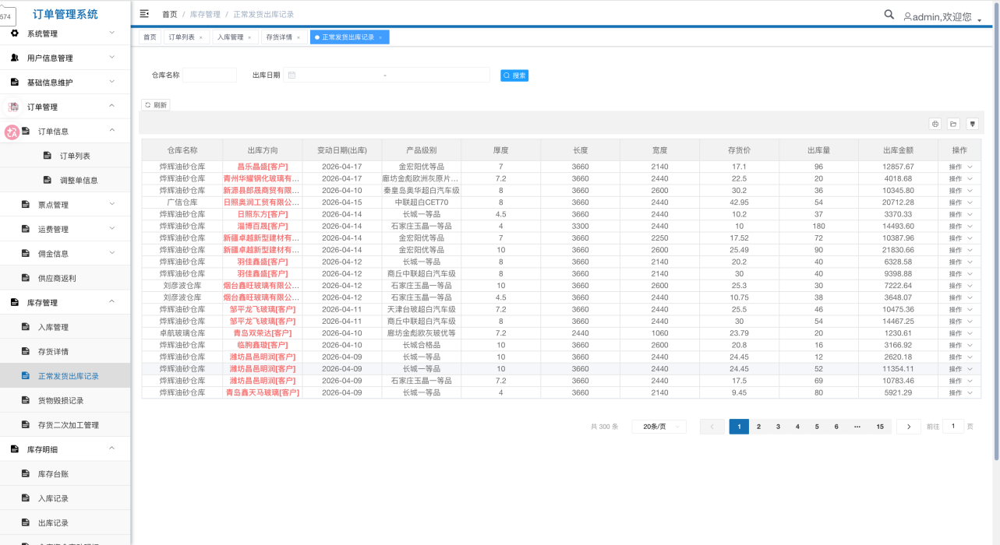 574
订单管理系统
首页 / 库存管理 / 正常发货出库记录
admin,欢迎您
首页 订单列表 × 入库管理 × 存货详情 × 正常发货出库记录 ×
系统管理
用户信息管理
基础信息维护
订单管理
订单信息
订单列表
调整单信息
票点管理
运费管理
佣金信息
供应商返利
库存管理
入库管理
存货详情
正常发货出库记录
货物毁损记录
存货二次加工管理
库存明细
库存台账
入库记录
出库记录
仓库名称 出库日期 - 搜索
刷新
仓库名称 出库方向 变动日期(出库) 产品级别 厚度 长度 宽度 存货价 出库量 出库金额 操作
烨辉油砂仓库 昌乐晶盛[客户] 2026-04-17 金宏阳优等品 7 3660 2140 17.1 96 12857.67 操作
烨辉油砂仓库 青州华耀钢化玻璃有... 2026-04-17 廊坊金彪欧洲灰原片... 7.2 3660 2140 22.5 20 4018.68 操作
烨辉油砂仓库 新源县郎晟商贸有限... 2026-04-10 秦皇岛奥华超白汽车级 8 3660 2600 30.2 36 10345.80 操作
广信仓库 日照奥润工贸有限公... 2026-04-15 中联超白CET70 8 3660 2440 42.95 54 20712.28 操作
烨辉油砂仓库 日照东方[客户] 2026-04-14 长城一等品 4.5 3660 2440 10.2 37 3370.33 操作
烨辉油砂仓库 淄博百晟[客户] 2026-04-14 石家庄玉晶一等品 4 3300 2440 10 180 14493.60 操作
烨辉油砂仓库 新疆卓越新型建材有... 2026-04-14 金宏阳优等品 7 3660 2250 17.52 72 10387.96 操作
烨辉油砂仓库 新疆卓越新型建材有... 2026-04-14 金宏阳优等品 10 3660 2600 25.49 90 21830.66 操作
烨辉油砂仓库 羽佳鑫盛[客户] 2026-04-12 长城一等品 8 3660 2140 20.2 40 6328.58 操作
烨辉油砂仓库 羽佳鑫盛[客户] 2026-04-12 商丘中联超白汽车级 8 3660 2140 30 40 9398.88 操作
刘彦波仓库 烟台鑫旺玻璃有限公... 2026-04-12 石家庄玉晶一等品 10 3660 2600 25.3 30 7222.64 操作
刘彦波仓库 烟台鑫旺玻璃有限公... 2026-04-12 石家庄玉晶一等品 4.5 3660 2440 10.75 38 3648.07 操作
烨辉油砂仓库 邹平龙飞玻璃[客户] 2026-04-11 天津台玻超白汽车级 7.2 3660 2440 25.5 46 10475.36 操作
烨辉油砂仓库 邹平龙飞玻璃[客户] 2026-04-11 商丘中联超白汽车级 8 3660 2440 30 54 14467.25 操作
卓航玻璃仓库 青岛双荣达[客户] 2026-04-10 廊坊金彪欧灰玻优等 7.2 2440 1060 23.79 20 1230.61 操作
烨辉油砂仓库 临朐鑫璇[客户] 2026-04-10 长城合格品 10 3660 2600 20.8 16 3166.92 操作
烨辉油砂仓库 潍坊昌邑明润[客户] 2026-04-09 长城一等品 10 3660 2440 24.45 12 2620.18 操作
烨辉油砂仓库 潍坊昌邑明润[客户] 2026-04-09 长城一等品 10 3660 2440 24.45 52 11354.11 操作
烨辉油砂仓库 潍坊昌邑明润[客户] 2026-04-09 石家庄玉晶一等品 7.2 3660 2440 17.5 69 10783.46 操作
烨辉油砂仓库 青岛鑫天马玻璃[客户] 2026-04-09 长城一等品 4 3660 2140 9.45 80 5921.29 操作
共 300 条 20条/页 1 2 3 4 5 6 ... 15 前往 1 页